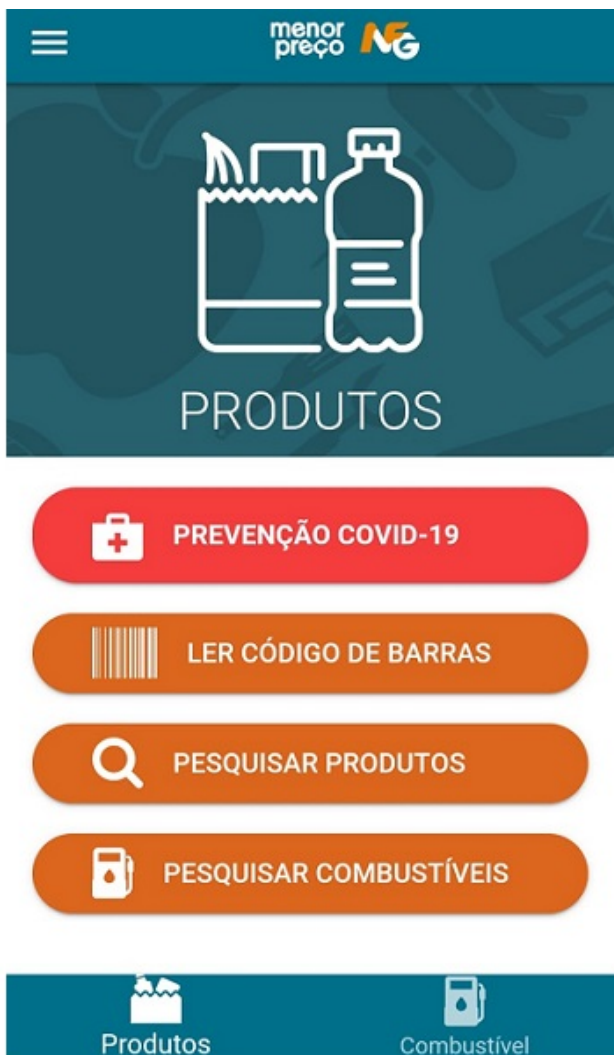 menor
preço NFG
PRODUTOS
PREVENÇÃO COVID-19
LER CÓDIGO DE BARRAS
PESQUISAR PRODUTOS
PESQUISAR COMBUSTÍVEIS
Produtos Combustível